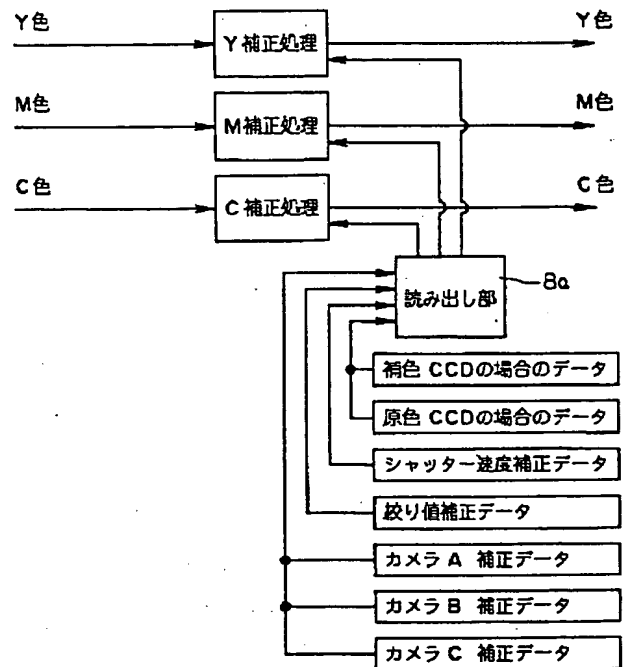 Y色
Y補正処理
Y色
M色
M補正処理
M色
C色
C補正処理
C色
読み出し部
8a
補色 CCDの場合のデータ
原色 CCDの場合のデータ
シャッター速度補正データ
絞り値補正データ
カメラ A 補正データ
カメラ B 補正データ
カメラ C 補正データ